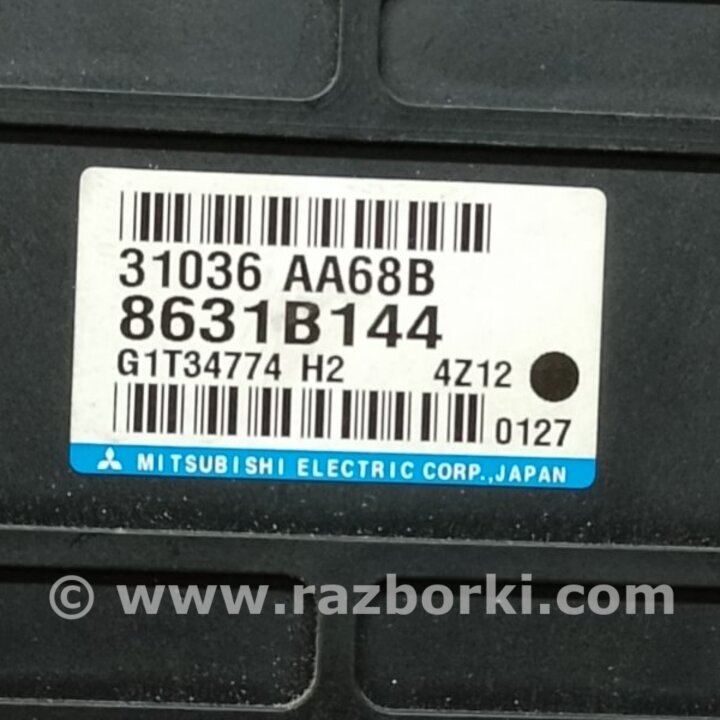 31036 AA68B
8631B144
G1T34774 H2 4Z12
0127
MITSUBISHI ELECTRIC CORP.,JAPAN
© www.razborki.com